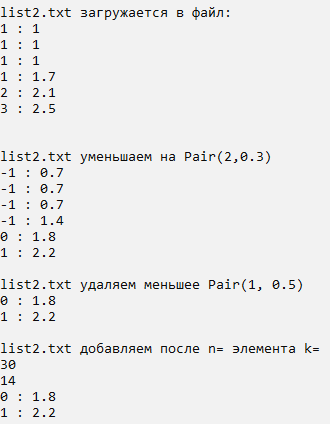 list2.txt загружается в файл:
1 : 1
1 : 1
1 : 1
1 : 1.7
2 : 2.1
3 : 2.5
list2.txt уменьшаем на Pair(2,0.3)
-1 : 0.7
-1 : 0.7
-1 : 0.7
-1 : 1.4
0 : 1.8
1 : 2.2
list2.txt удаляем меньшее Pair(1, 0.5)
0 : 1.8
1 : 2.2
list2.txt добавляем после n= элемента k=
30
14
0 : 1.8
1 : 2.2